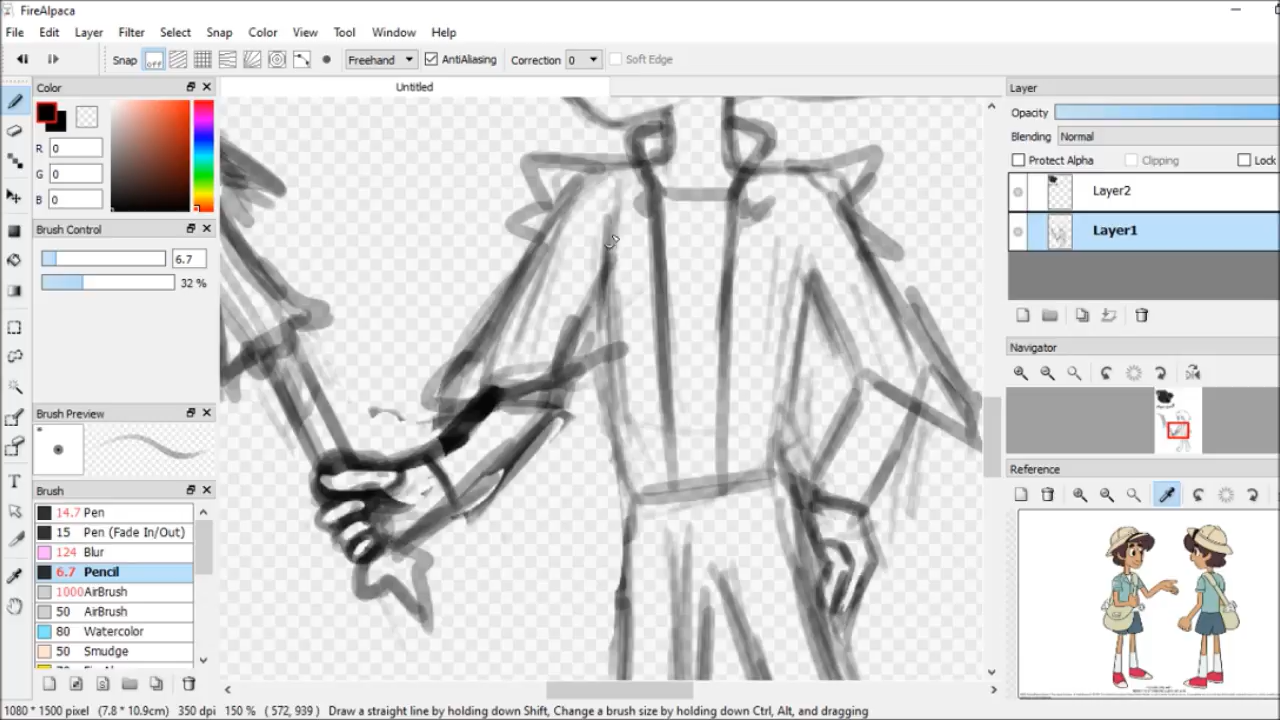 FireAlpaca
File Edit Layer Filter Select Snap Color View Tool Window Help
Snap off Freehand AntiAliasing Correction 0 Soft Edge
Color
Untitled
Layer
R 0
G 0
B 0
Opacity
Blending Normal
Protect Alpha Clipping Lock
Layer2
Layer1
Brush Control
6.7
32 %
Navigator
Brush Preview
Reference
Brush
14.7 Pen
15 Pen (Fade In/Out)
124 Blur
6.7 Pencil
1000 AirBrush
50 AirBrush
80 Watercolor
50 Smudge
1080 * 1500 pixel (7.8 * 10.9cm) 350 dpi 150 % ( 572, 939 ) Draw a straight line by holding down Shift, Change a brush size by holding down Ctrl, Alt, and dragging